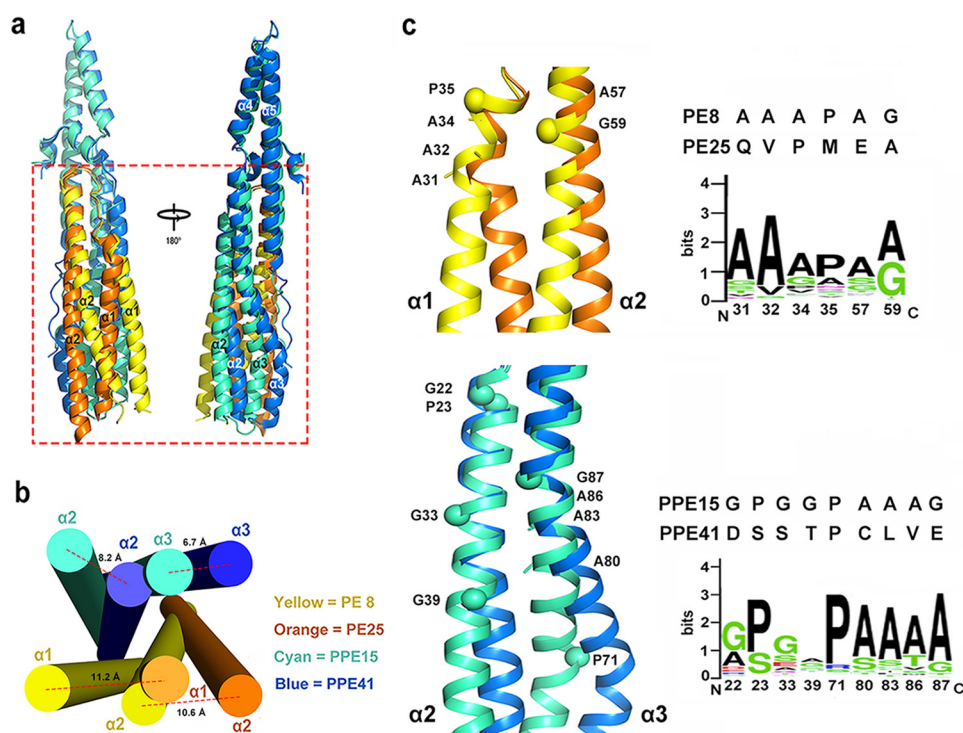 a
α4
α5
180°
α2
α1
α1
α2
α2
α2
α3
α3
b
α2
α2
α3
α3
8.2 Å
6.7 Å
α1
11.2 Å
α1
10.6 Å
α2
α2
Yellow = PE 8
Orange = PE25
Cyan = PPE15
Blue = PPE41
c
P35
A34
A32
A31
A57
G59
α1
α2
PE8 A A A P A G
PE25 Q V P M E A
4
3
2
1
0
bits
N 31 32 34 35 57 59 C
G22
P23
G33
G39
G87
A86
A83
A80
P71
α2
α3
PPE15 G P G G P A A A G
PPE41 D S S T P C L V E
4
3
2
1
0
bits
N 22 23 33 39 71 80 83 86 87 C